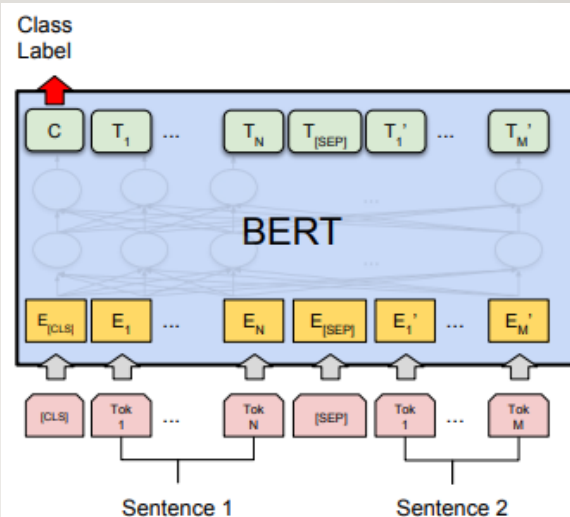 Class
Label
C T1 ... TN T[SEP] T1' ... TM'
...
BERT
...
E[CLS] E1 ... EN E[SEP] E1' ... EM'
[CLS] Tok 1 ... Tok N [SEP] Tok 1 ... Tok M
Sentence 1 Sentence 2